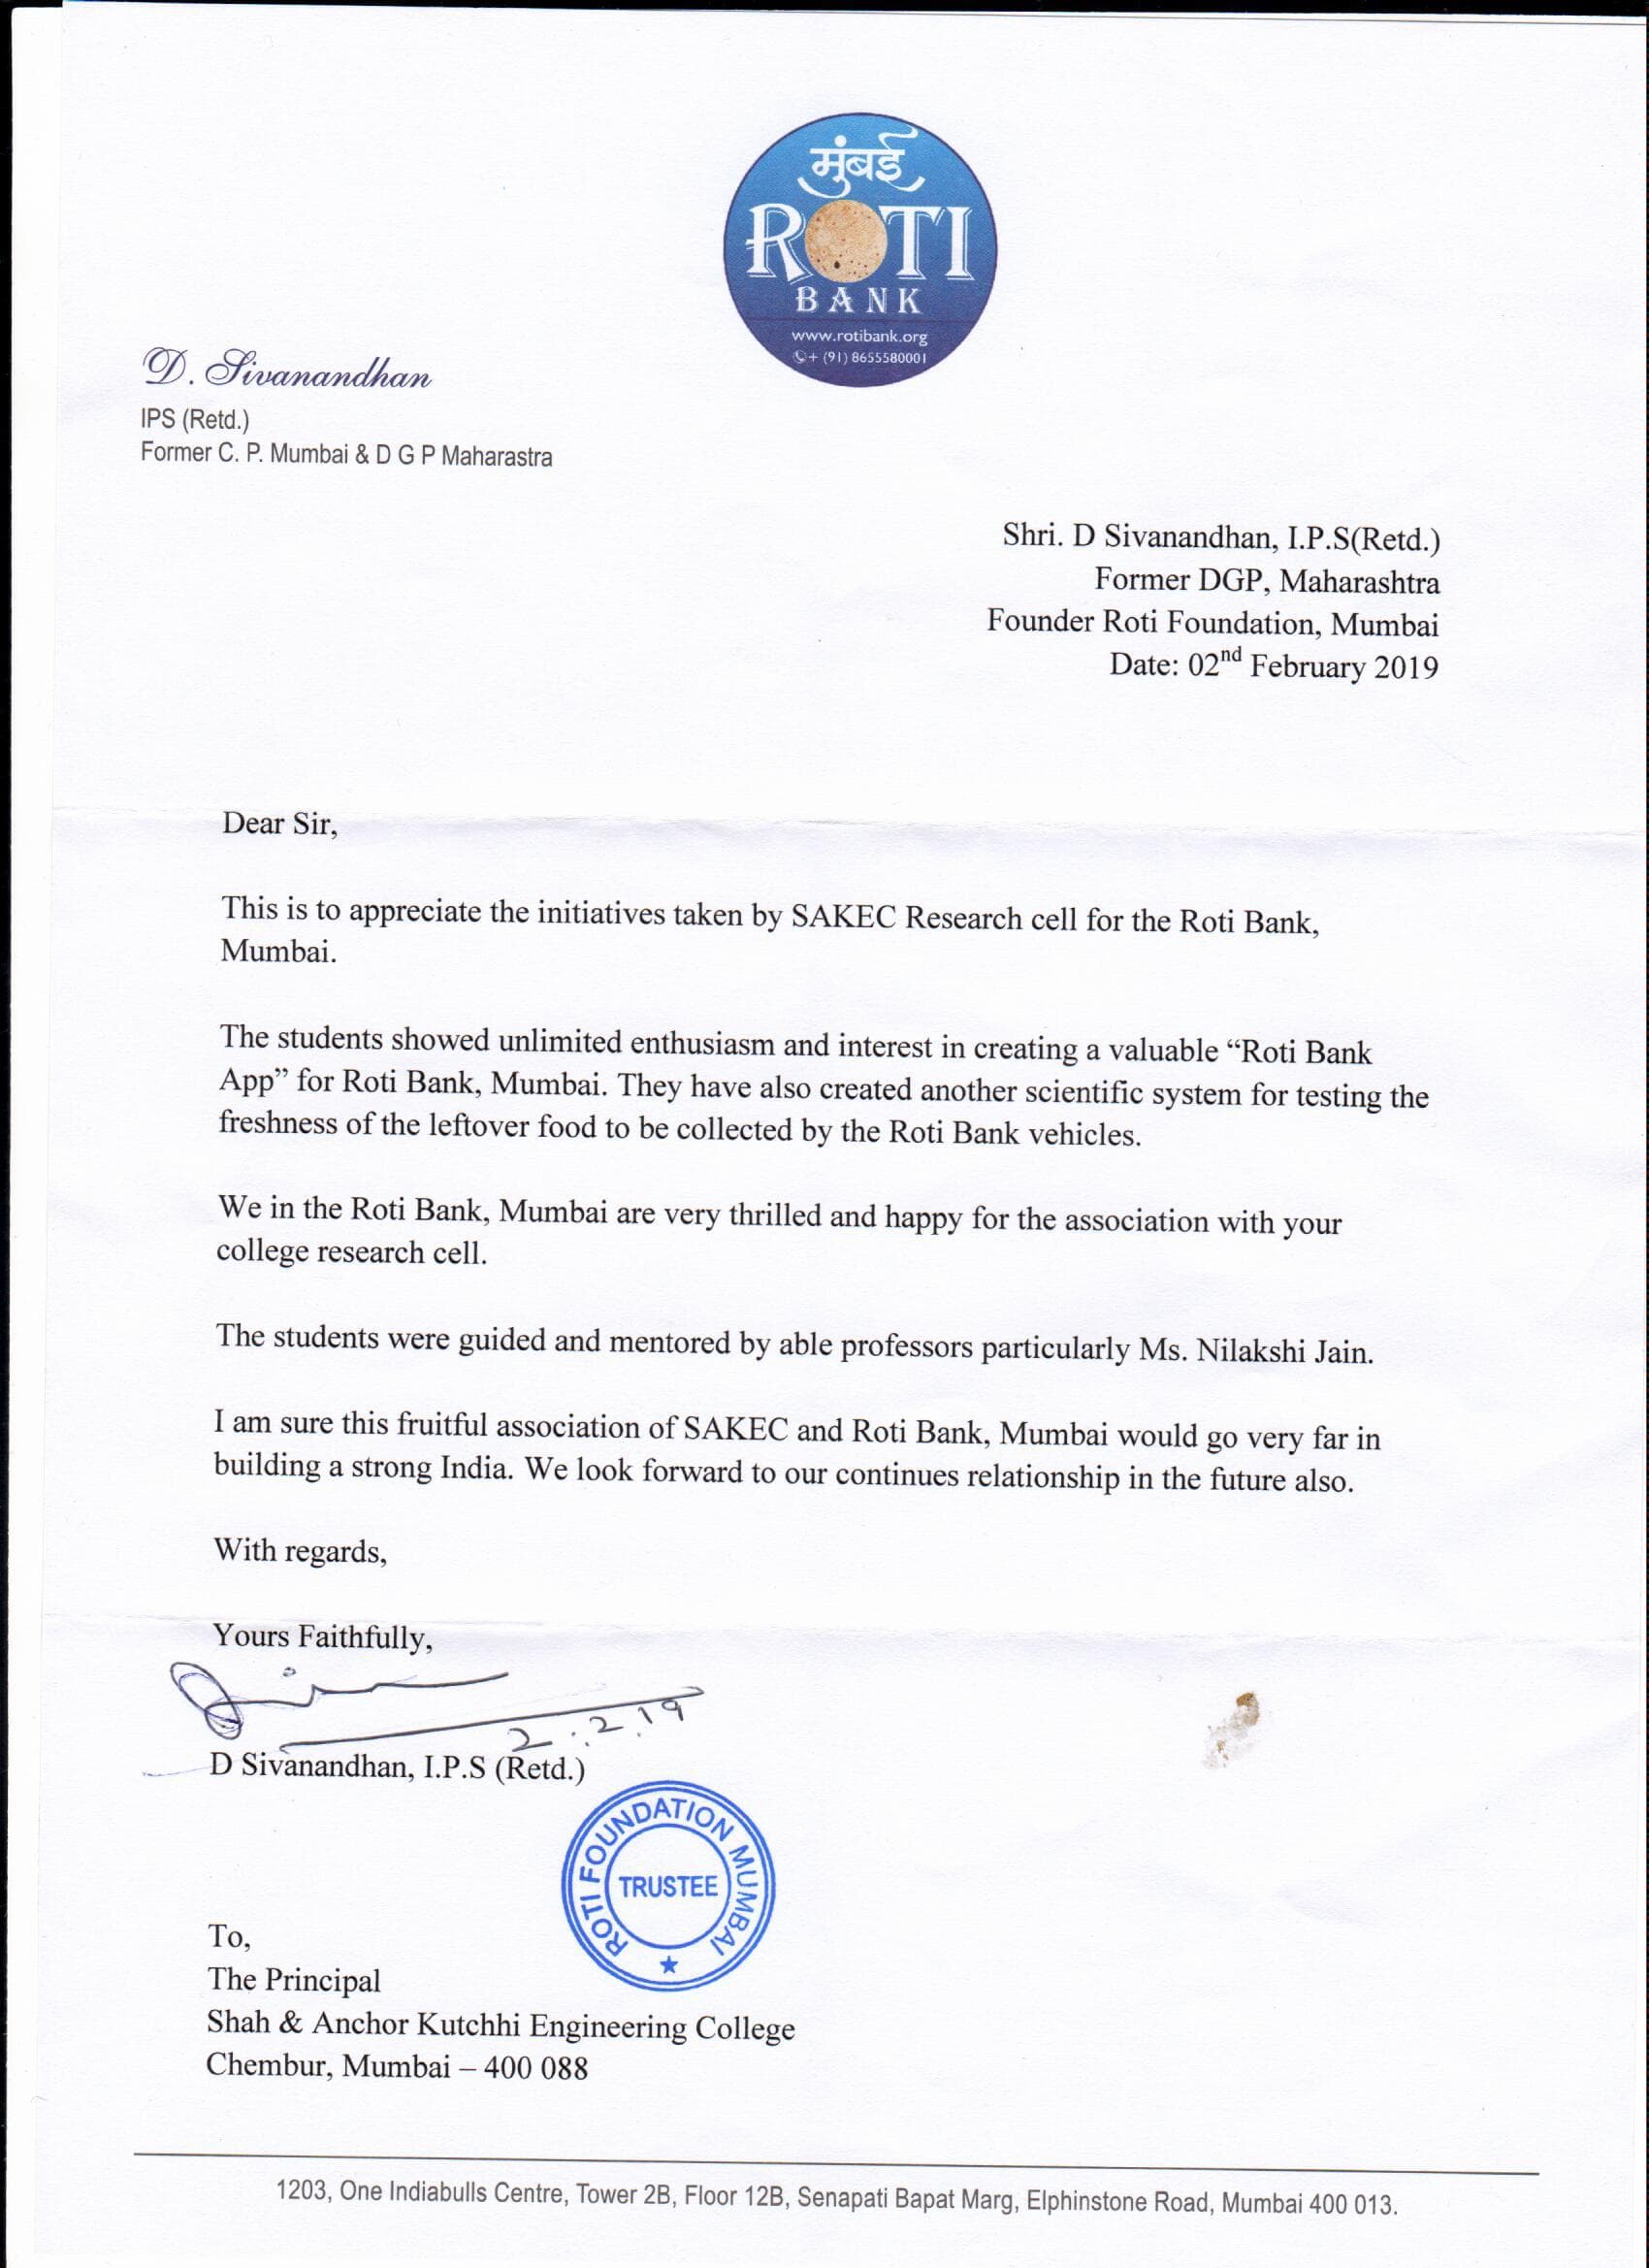 मुंबई
ROTI
BANK
www.rotibank.org
+ (91) 8655580001
D. Sivanandhan
IPS (Retd.)
Former C. P. Mumbai & D G P Maharastra
Shri. D Sivanandhan, I.P.S(Retd.)
Former DGP, Maharashtra
Founder Roti Foundation, Mumbai
Date: 02nd February 2019
Dear Sir,
This is to appreciate the initiatives taken by SAKEC Research cell for the Roti Bank,
Mumbai.
The students showed unlimited enthusiasm and interest in creating a valuable “Roti Bank
App” for Roti Bank, Mumbai. They have also created another scientific system for testing the
freshness of the leftover food to be collected by the Roti Bank vehicles.
We in the Roti Bank, Mumbai are very thrilled and happy for the association with your
college research cell.
The students were guided and mentored by able professors particularly Ms. Nilakshi Jain.
I am sure this fruitful association of SAKEC and Roti Bank, Mumbai would go very far in
building a strong India. We look forward to our continues relationship in the future also.
With regards,
Yours Faithfully,
2.2.19
D Sivanandhan, I.P.S (Retd.)
ROTI FOUNDATION MUMBAI
TRUSTEE
To,
The Principal
Shah & Anchor Kutchhi Engineering College
Chembur, Mumbai – 400 088
1203, One Indiabulls Centre, Tower 2B, Floor 12B, Senapati Bapat Marg, Elphinstone Road, Mumbai 400 013.